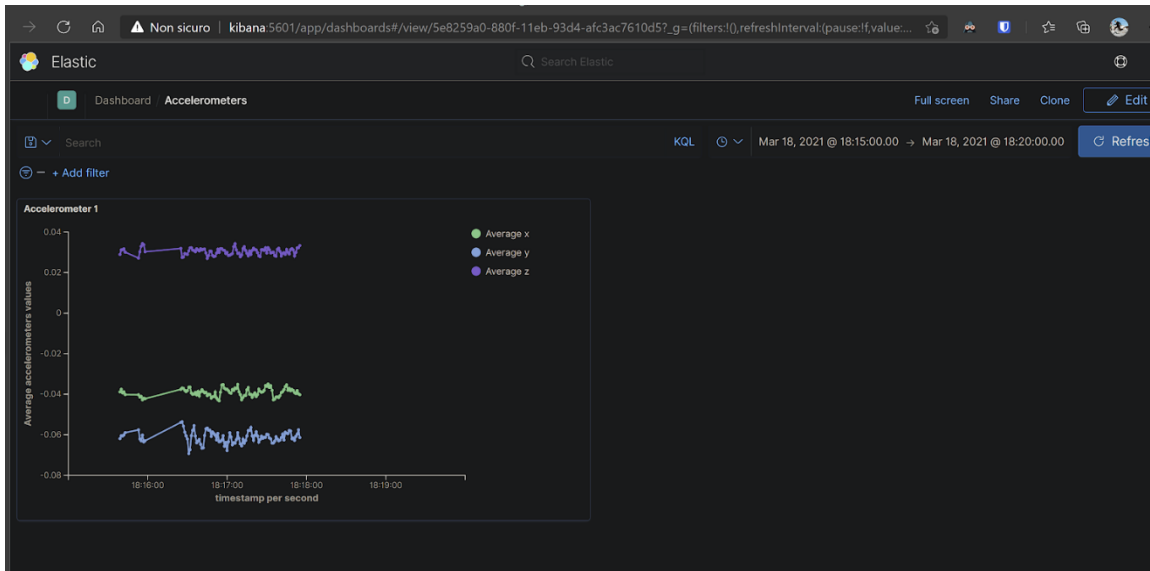 Non sicuro | kibana:5601/app/dashboards#/view/5e8259a0-880f-11eb-93d4-afc3ac7610d5?_g=(filters:!(),refreshInterval:(pause:!f,value:...
Elastic
Search Elastic
D
Dashboard / Accelerometers
Full screen Share Clone Edit
Search
KQL
Mar 18, 2021 @ 18:15:00.00 → Mar 18, 2021 @ 18:20:00.00
Refres
+ Add filter
Accelerometer 1
Average accelerometers values
0.04
0.02
0
-0.02
-0.04
-0.06
-0.08
Average x
Average y
Average z
18:16:00 18:17:00 18:18:00 18:19:00
timestamp per second